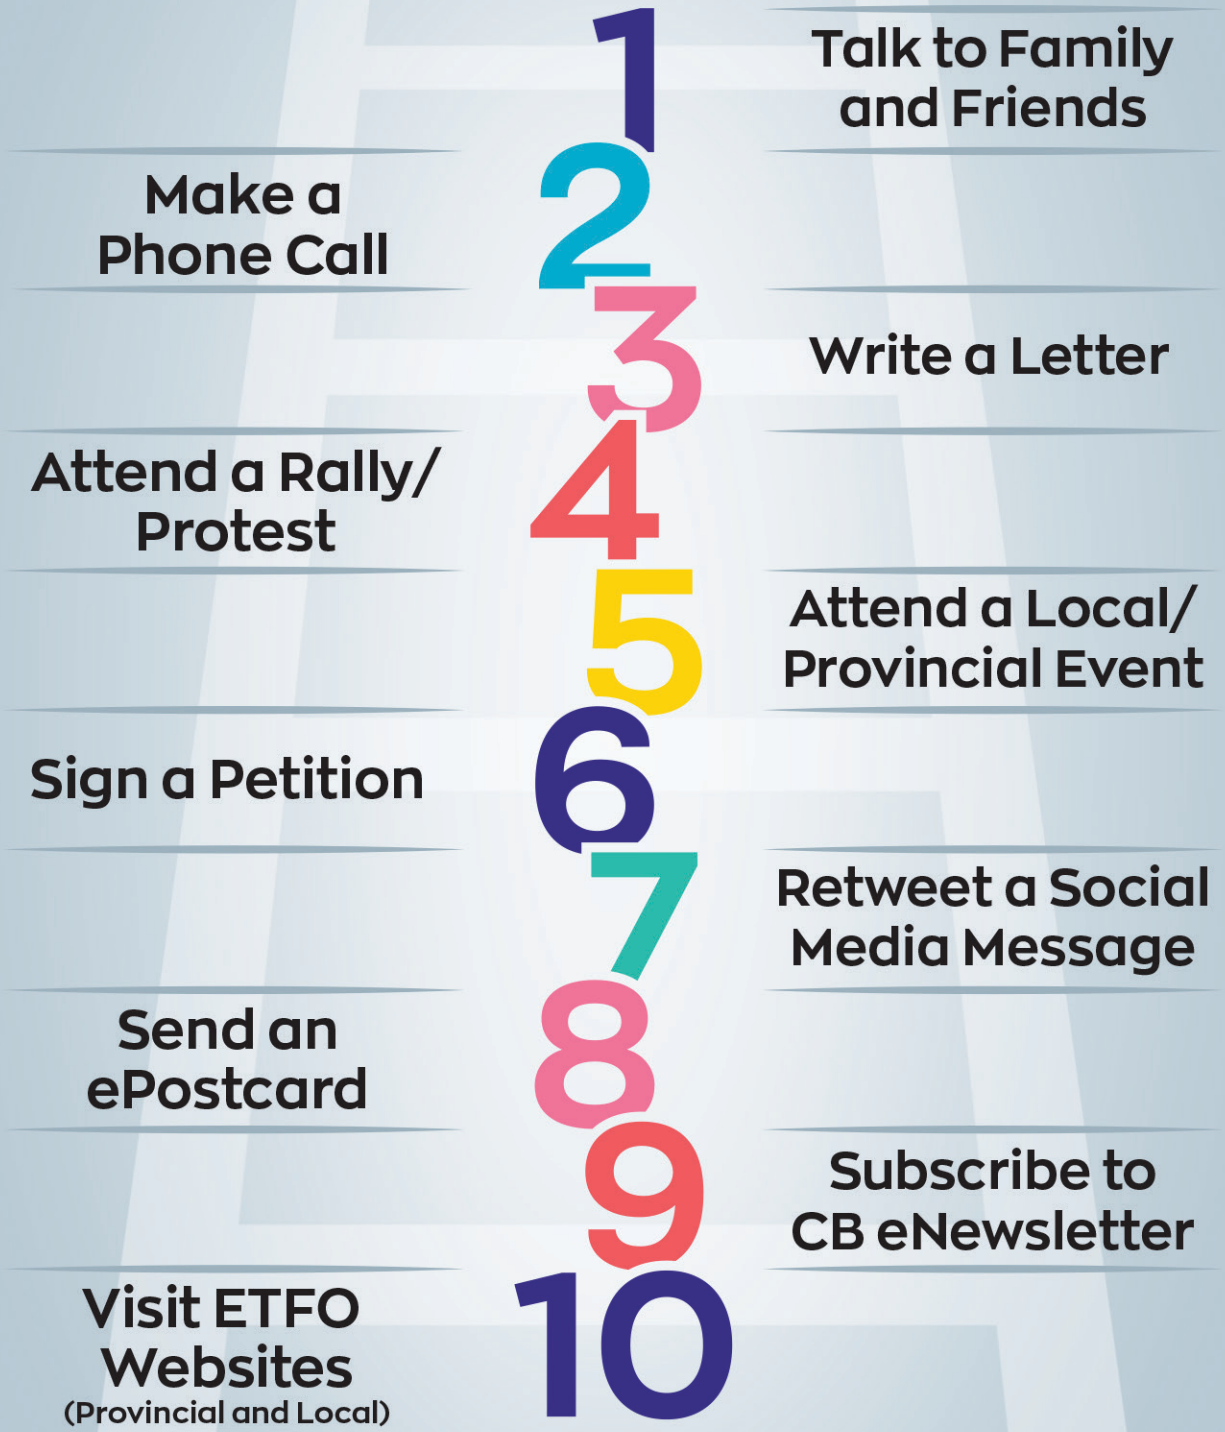 1
Talk to Family
and Friends
2
Make a
Phone Call
3
Write a Letter
4
Attend a Rally/
Protest
5
Attend a Local/
Provincial Event
6
Sign a Petition
7
Retweet a Social
Media Message
8
Send an
ePostcard
9
Subscribe to
CB eNewsletter
10
Visit ETFO
Websites
(Provincial and Local)